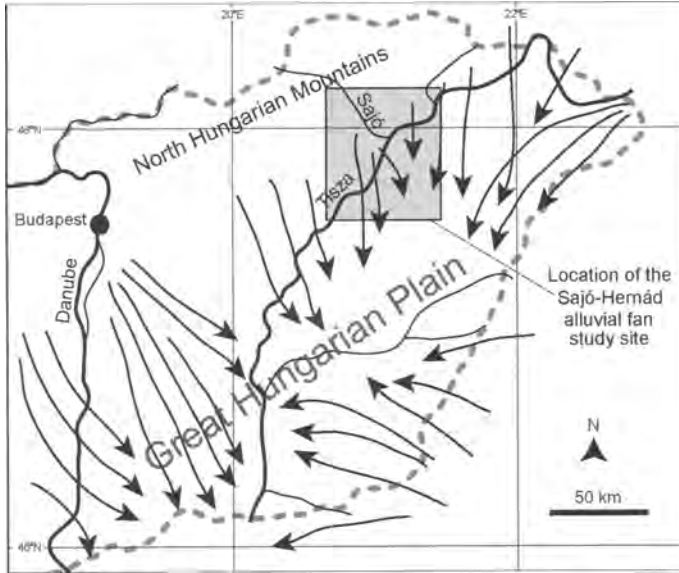 20°E
22°E
48°N
North Hungarian Mountains
Sajó
Tisza
Budapest
Danube
Great Hungarian Plain
Location of the
Sajó-Hernád
alluvial fan
study site
N
50 km
46°N